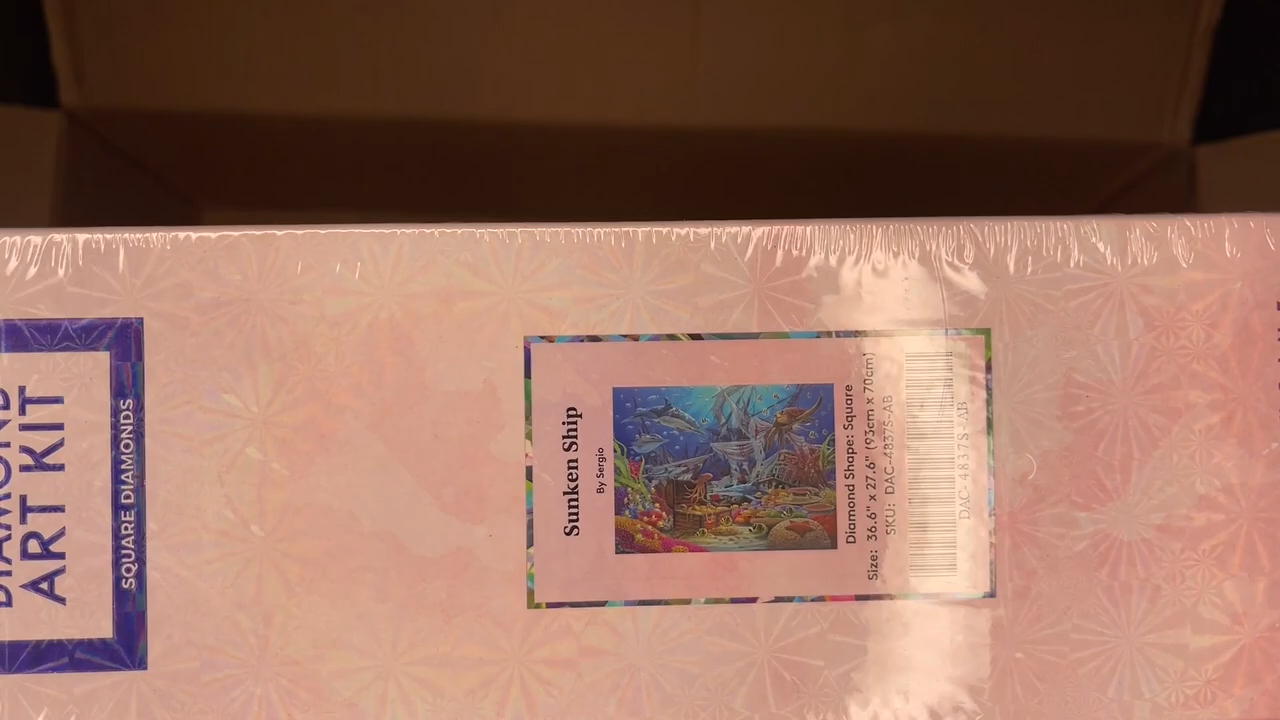 ART KIT
SQUARE DIAMONDS
Sunken Ship
By Sergio
Diamond Shape: Square
Size: 36.6" x 27.6" (93cm x 70cm)
SKU: DAC-4837S-AB
DAC-4837S-AB